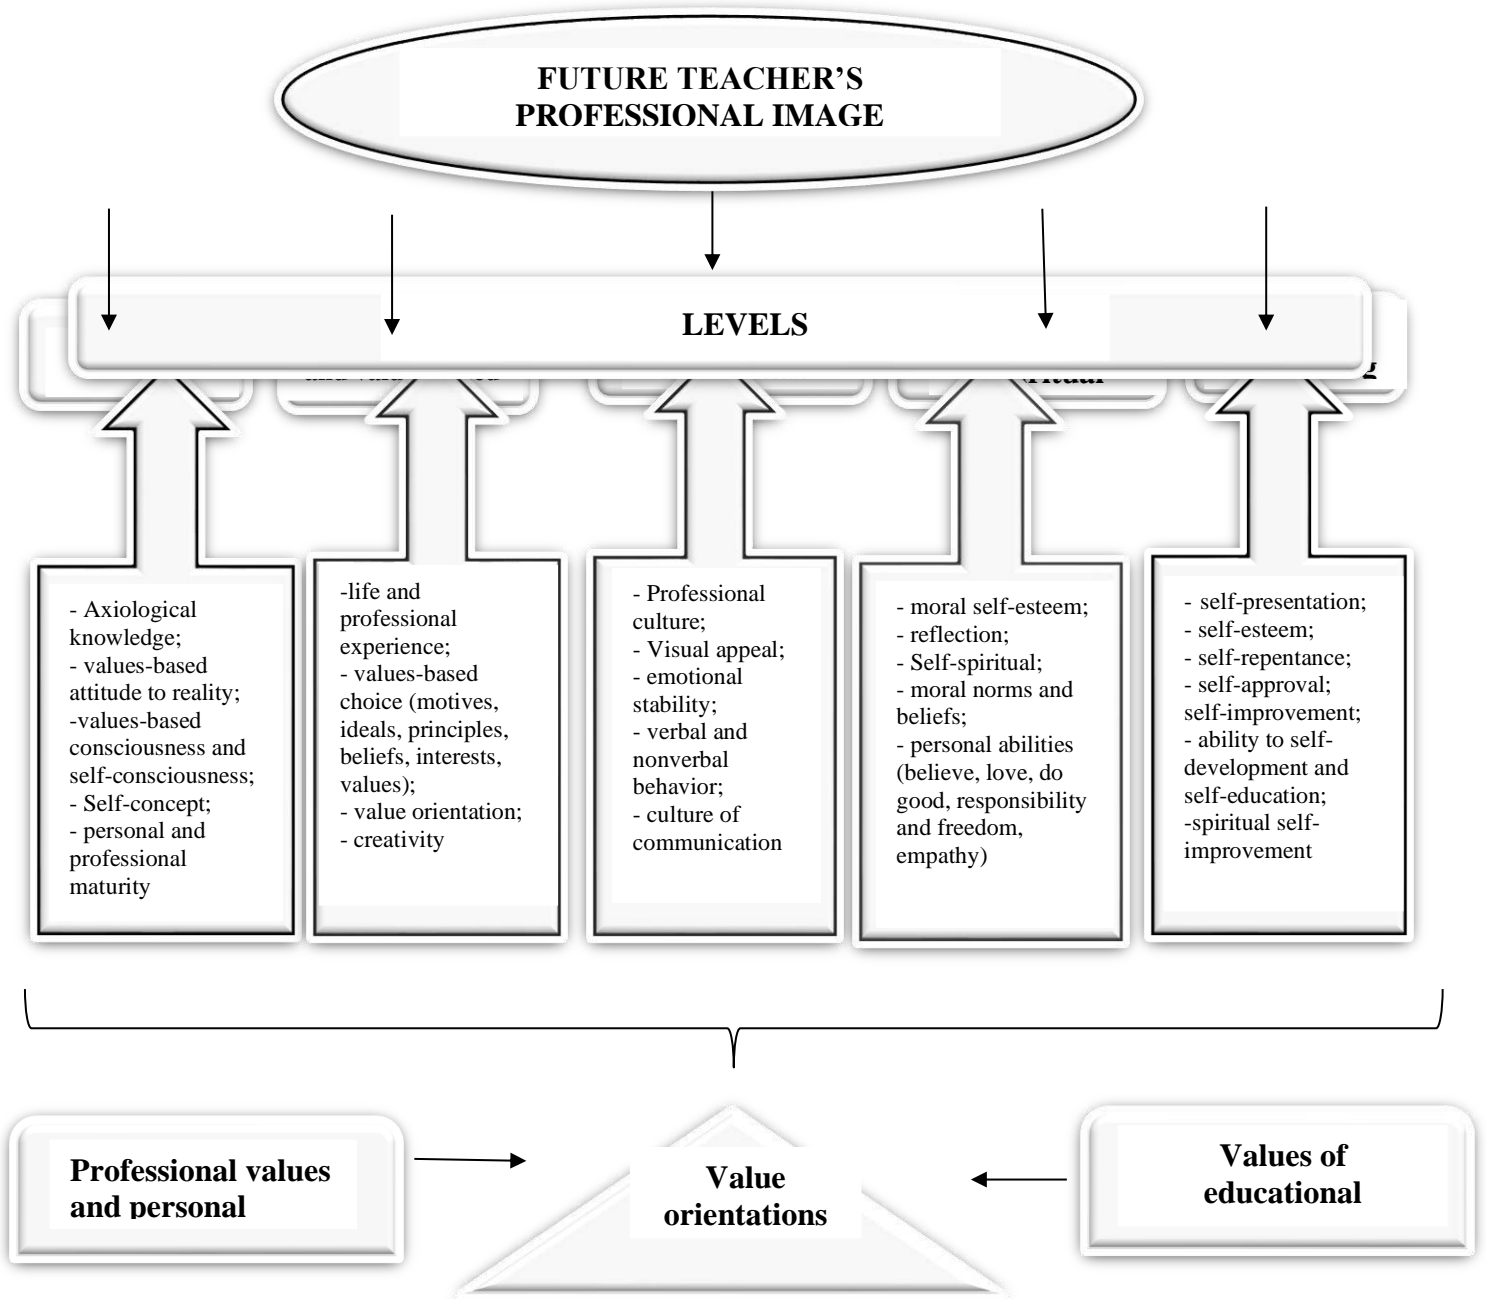 FUTURE TEACHER’S
PROFESSIONAL IMAGE
LEVELS
- Axiological
knowledge;
- values-based
attitude to reality;
-values-based
consciousness and
self-consciousness;
- Self-concept;
- personal and
professional
maturity
-life and
professional
experience;
- values-based
choice (motives,
ideals, principles,
beliefs, interests,
values);
- value orientation;
- creativity
- Professional
culture;
- Visual appeal;
- emotional
stability;
- verbal and
nonverbal
behavior;
- culture of
communication
- moral self-esteem;
- reflection;
- Self-spiritual;
- moral norms and
beliefs;
- personal abilities
(believe, love, do
good, responsibility
and freedom,
empathy)
- self-presentation;
- self-esteem;
- self-repentance;
- self-approval;
self-improvement;
- ability to self-
development and
self-education;
-spiritual self-
improvement
Professional values
and personal
Value
orientations
Values of
educational